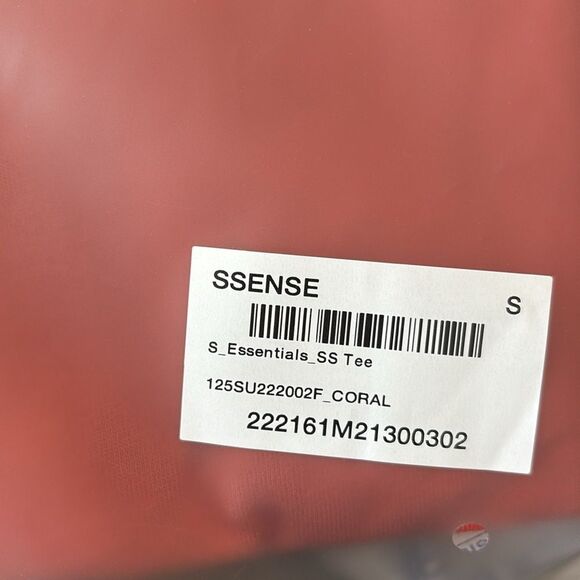 SSENSE
S
S_Essentials_SS Tee
125SU222002F_CORAL
222161M21300302